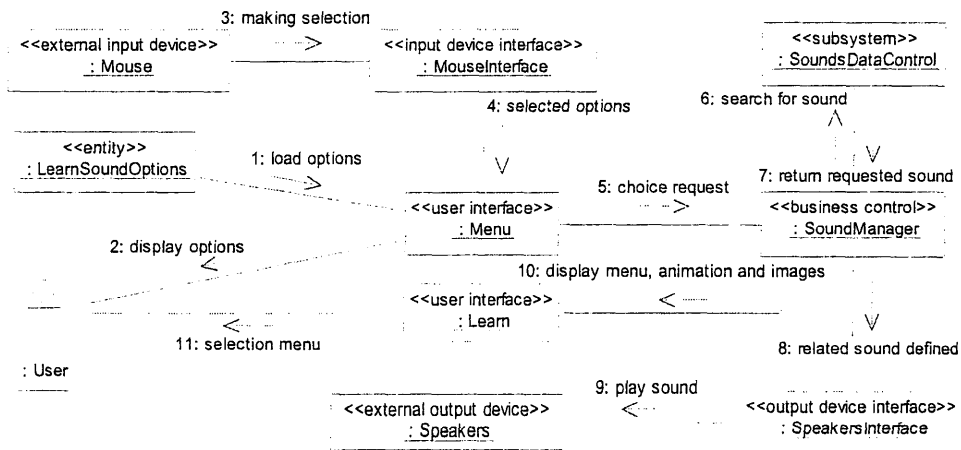 3: making selection
<<external input device>>
: Mouse
<<input device interface>>
: MouseInterface
<<subsystem>>
: SoundsDataControl
4: selected options
6: search for sound
<<entity>>
: LearnSoundOptions
1: load options
5: choice request
7: return requested sound
<<user interface>>
: Menu
<<business control>>
: SoundManager
2: display options
10: display menu, animation and images
<<user interface>>
: Learn
11: selection menu
8: related sound defined
: User
9: play sound
<<external output device>>
: Speakers
<<output device interface>>
: SpeakersInterface